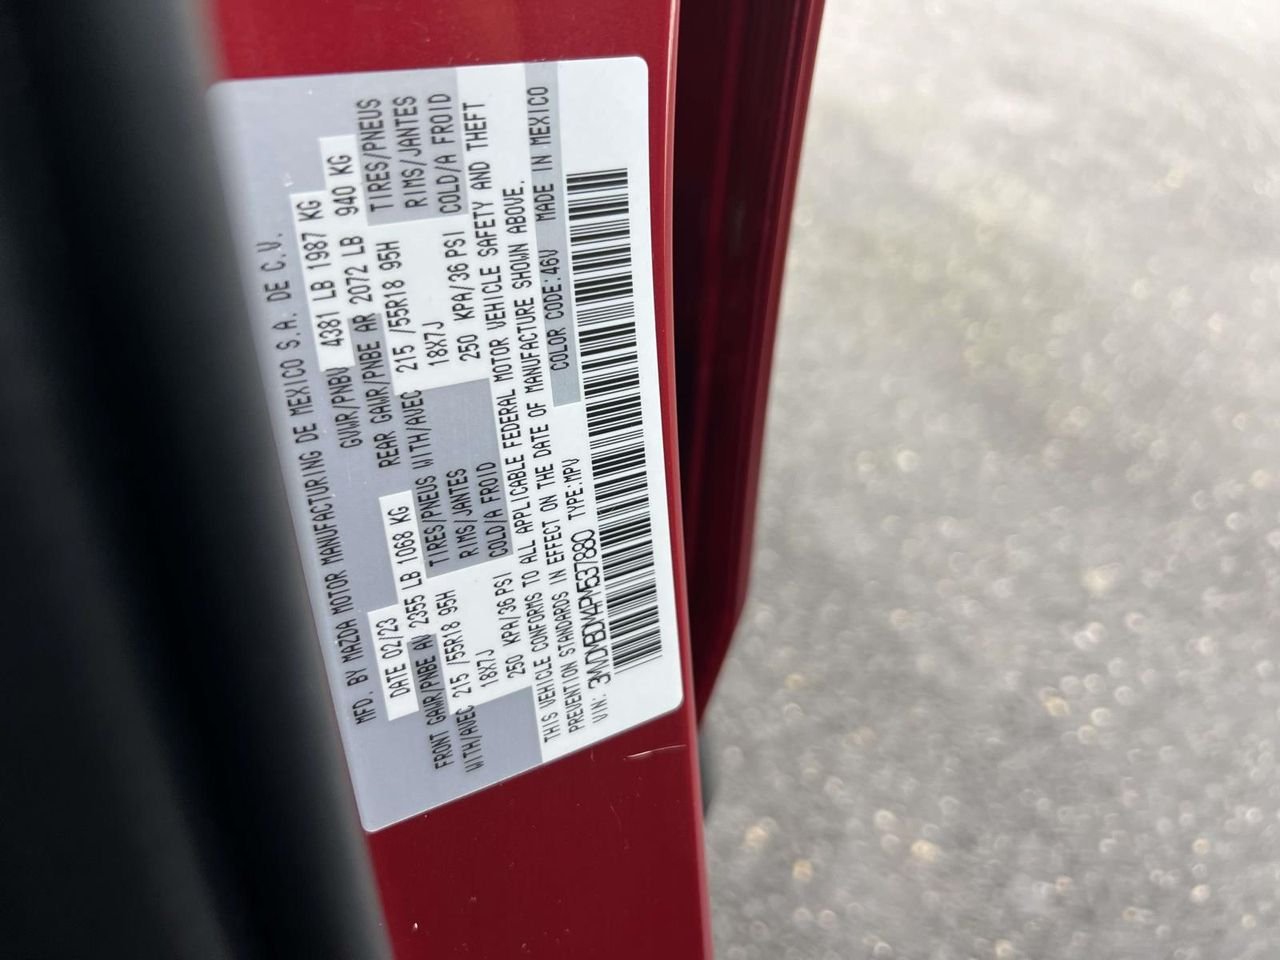 MFD. BY MAZDA MOTOR MANUFACTURING DE MEXICO S.A. DE C.V.
DATE 02/23 GVWR/PNBV 4381 LB 1987 KG
FRONT GAWR/PNBE AV 2355 LB 1068 KG REAR GAWR/PNBE AR 2072 LB 940 KG
WITH/AVEC 215 /55R18 95H TIRES/PNEUS WITH/AVEC 215 /55R18 95H TIRES/PNEUS
18X7J RIMS/JANTES 18X7J RIMS/JANTES
250 KPA/36 PSI COLD/A FROID 250 KPA/36 PSI COLD/A FROID
THIS VEHICLE CONFORMS TO ALL APPLICABLE FEDERAL MOTOR VEHICLE SAFETY AND THEFT
PREVENTION STANDARDS IN EFFECT ON THE DATE OF MANUFACTURE SHOWN ABOVE.
VIN: 3MVDMBDM4PM537880 TYPE:MPV COLOR CODE:46V MADE IN MEXICO